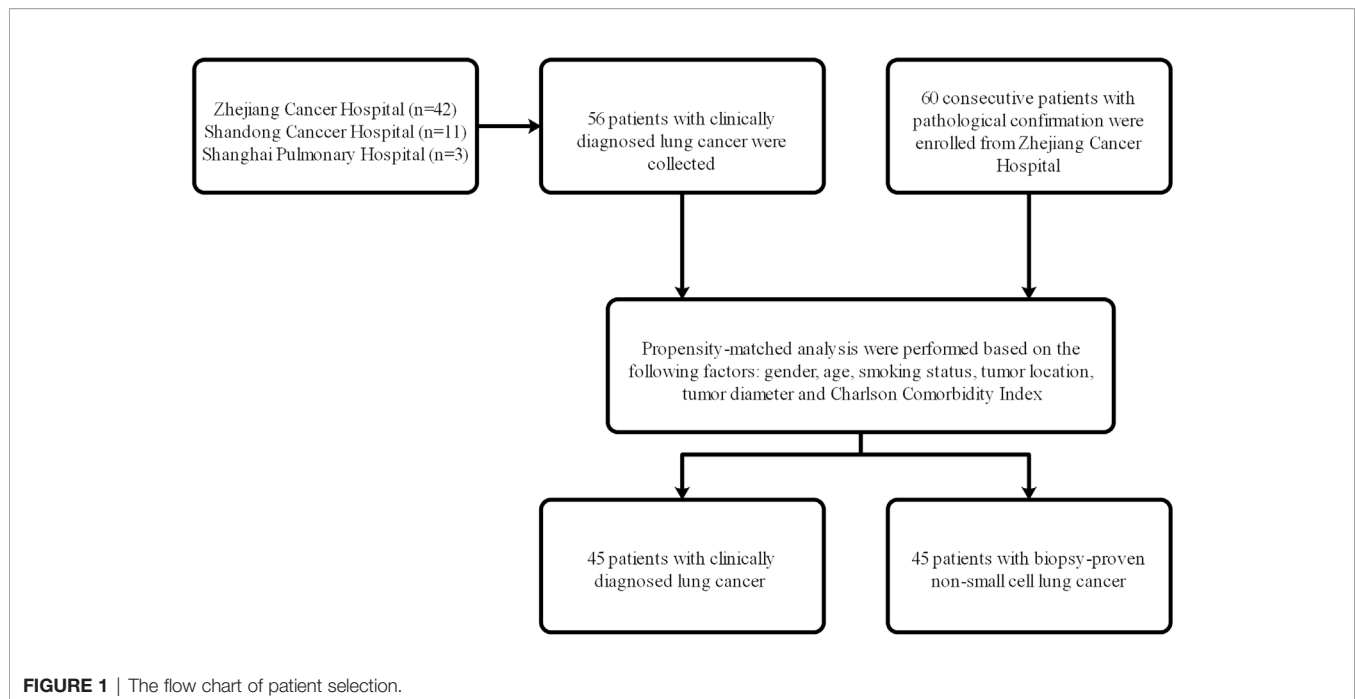 Zhejiang Cancer Hospital (n=42)
Shandong Canccer Hospital (n=11)
Shanghai Pulmonary Hospital (n=3)
56 patients with clinically
diagnosed lung cancer were
collected
60 consecutive patients with
pathological confirmation were
enrolled from Zhejiang Cancer
Hospital
Propensity-matched analysis were performed based on the
following factors: gender, age, smoking status, tumor location,
tumor diameter and Charlson Comorbidity Index
45 patients with clinically
diagnosed lung cancer
45 patients with biopsy-proven
non-small cell lung cancer
FIGURE 1 | The flow chart of patient selection.